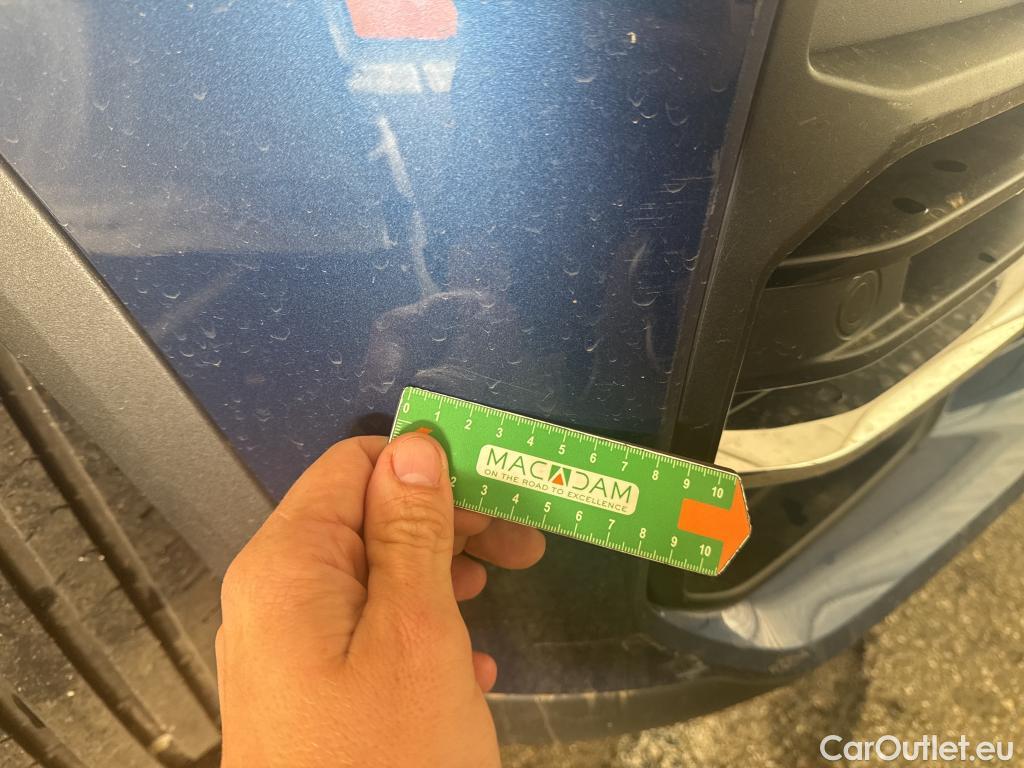 0 1 2 3 4 5 6 7 8 9 10
MACADAM
ON THE ROAD TO EXCELLENCE
2 3 4 5 6 7 8 9 10
CarOutlet.eu